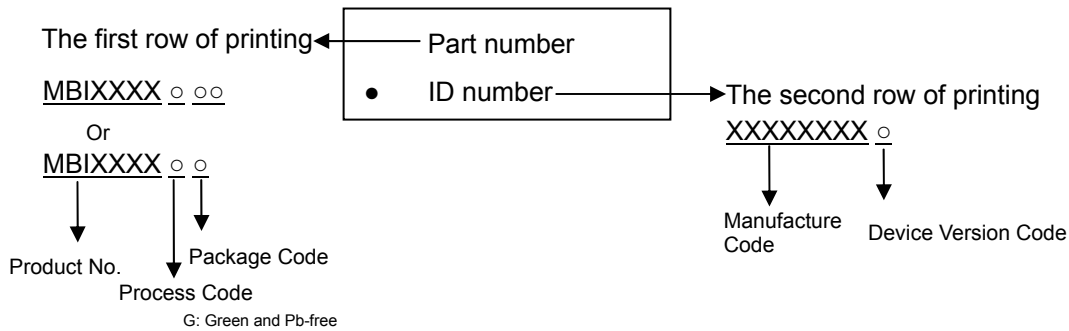 The first row of printing
Part number
MBIXXXX ○ ○○
● ID number
The second row of printing
Or
XXXXXXXX ○
MBIXXXX ○ ○
Manufacture
Code
Device Version Code
Product No.
Package Code
Process Code
G: Green and Pb-free